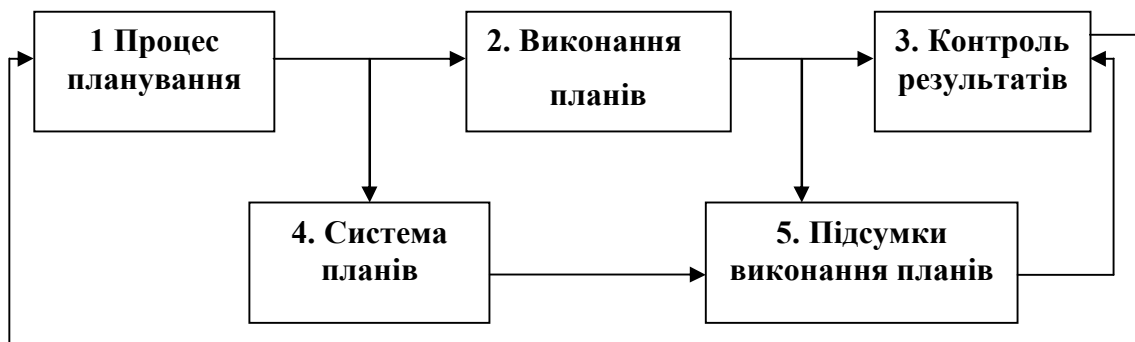 1 Процес
планування
2. Виконання
планів
3. Контроль
результатів
4. Система
планів
5. Підсумки
виконання планів